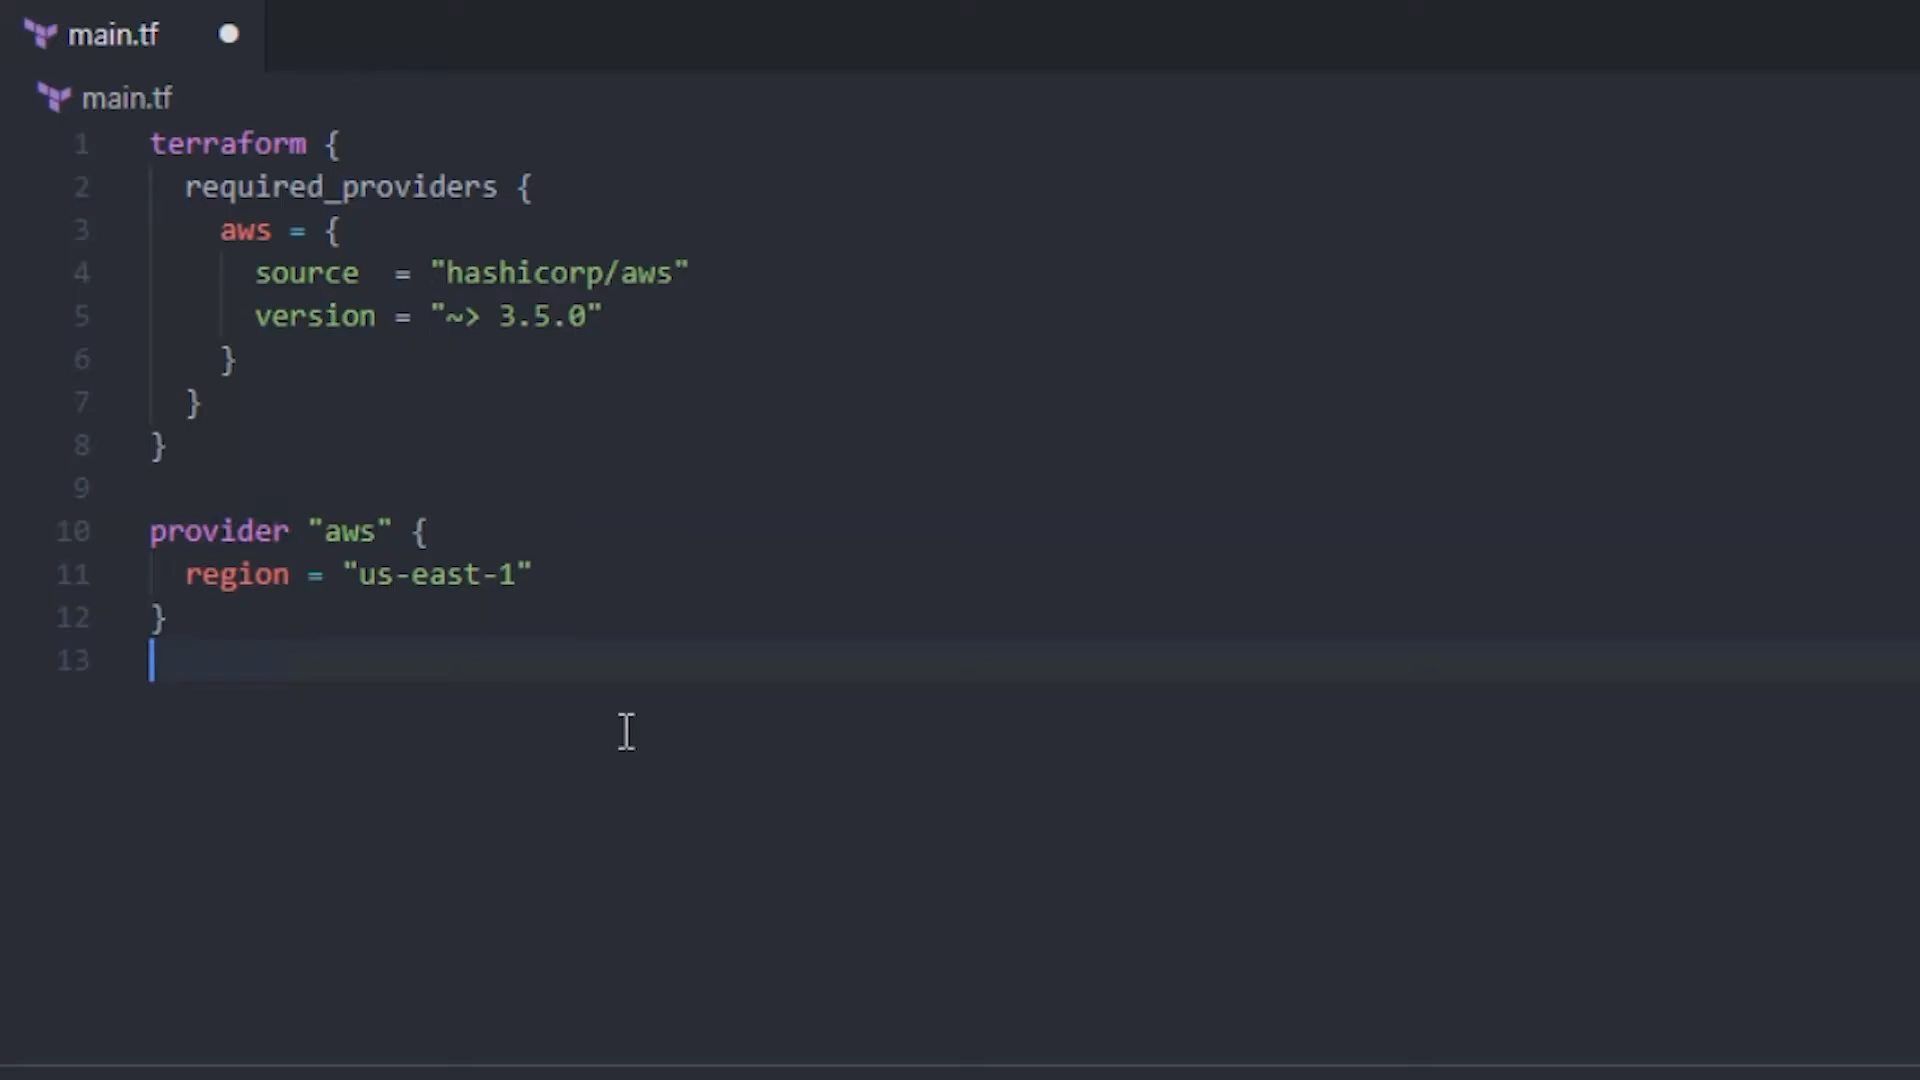 main.tf
main.tf
1 terraform {
2 required_providers {
3 aws = {
4 source  = "hashicorp/aws"
5 version = "~> 3.5.0"
6 }
7 }
8 }
9
10 provider "aws" {
11 region = "us-east-1"
12 }
13